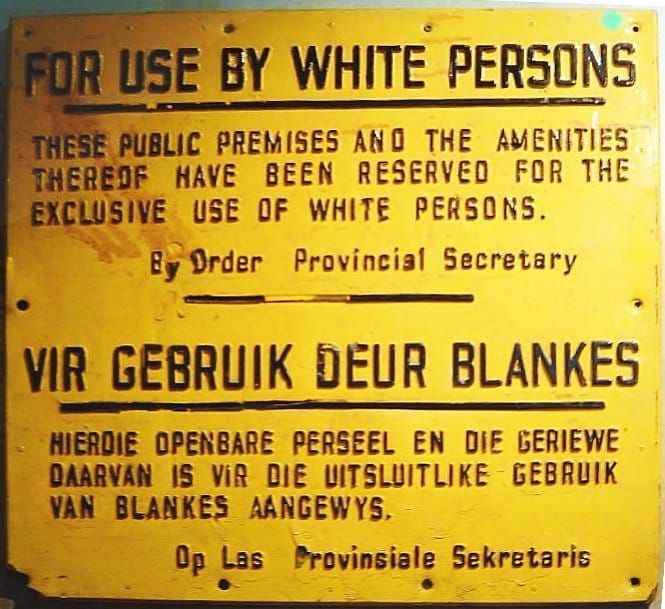 FOR USE BY WHITE PERSONS
THESE PUBLIC PREMISES AND THE AMENITIES
THEREOF HAVE BEEN RESERVED FOR THE
EXCLUSIVE USE OF WHITE PERSONS.
By Order Provincial Secretary
VIR GEBRUIK DEUR BLANKES
HIERDIE OPENBARE PERSEEL EN DIE GERIEWE
DAARVAN IS VIR DIE UITSLUITLIKE GEBRUIK
VAN BLANKES AANGEWYS.
Op Las Provinsiale Sekretaris